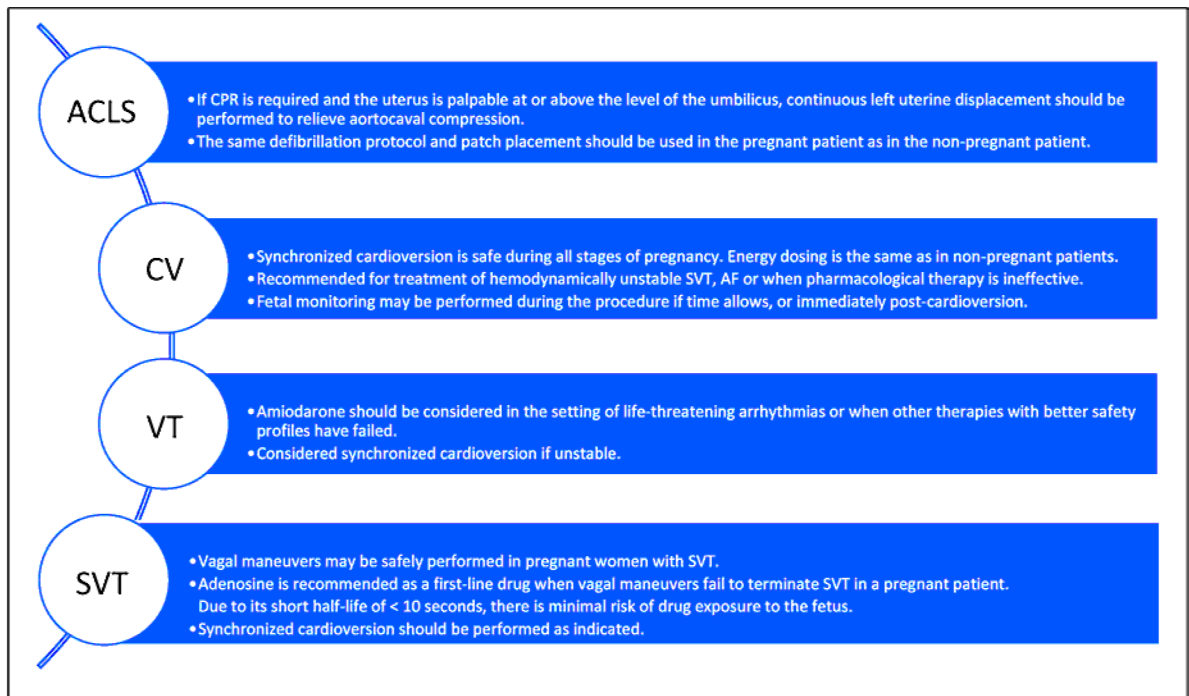 ACLS
•If CPR is required and the uterus is palpable at or above the level of the umbilicus, continuous left uterine displacement should be
performed to relieve aortocaval compression.
•The same defibrillation protocol and patch placement should be used in the pregnant patient as in the non-pregnant patient.
CV
•Synchronized cardioversion is safe during all stages of pregnancy. Energy dosing is the same as in non-pregnant patients.
•Recommended for treatment of hemodynamically unstable SVT, AF or when pharmacological therapy is ineffective.
•Fetal monitoring may be performed during the procedure if time allows, or immediately post-cardioversion.
VT
•Amiodarone should be considered in the setting of life-threatening arrhythmias or when other therapies with better safety
profiles have failed.
•Considered synchronized cardioversion if unstable.
SVT
•Vagal maneuvers may be safely performed in pregnant women with SVT.
•Adenosine is recommended as a first-line drug when vagal maneuvers fail to terminate SVT in a pregnant patient.
Due to its short half-life of < 10 seconds, there is minimal risk of drug exposure to the fetus.
•Synchronized cardioversion should be performed as indicated.